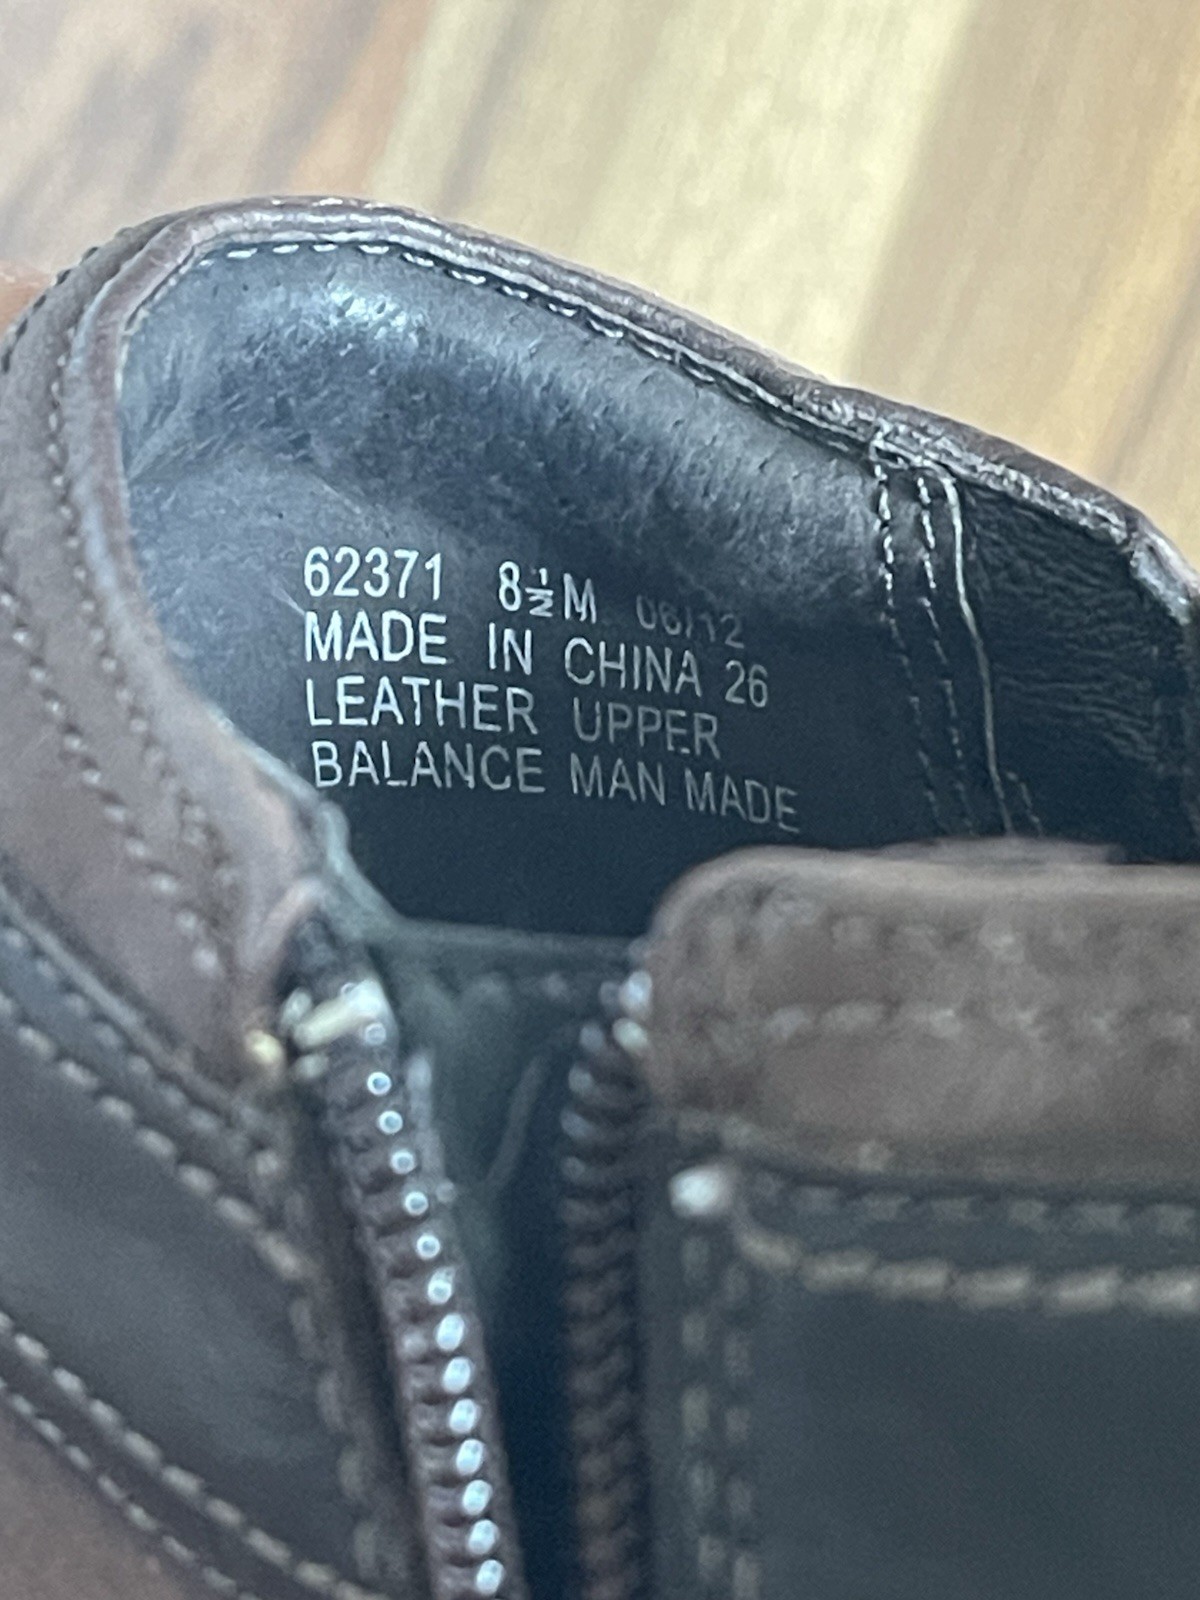 62371 8½M 06/12
MADE IN CHINA 26
LEATHER UPPER
BALANCE MAN MADE